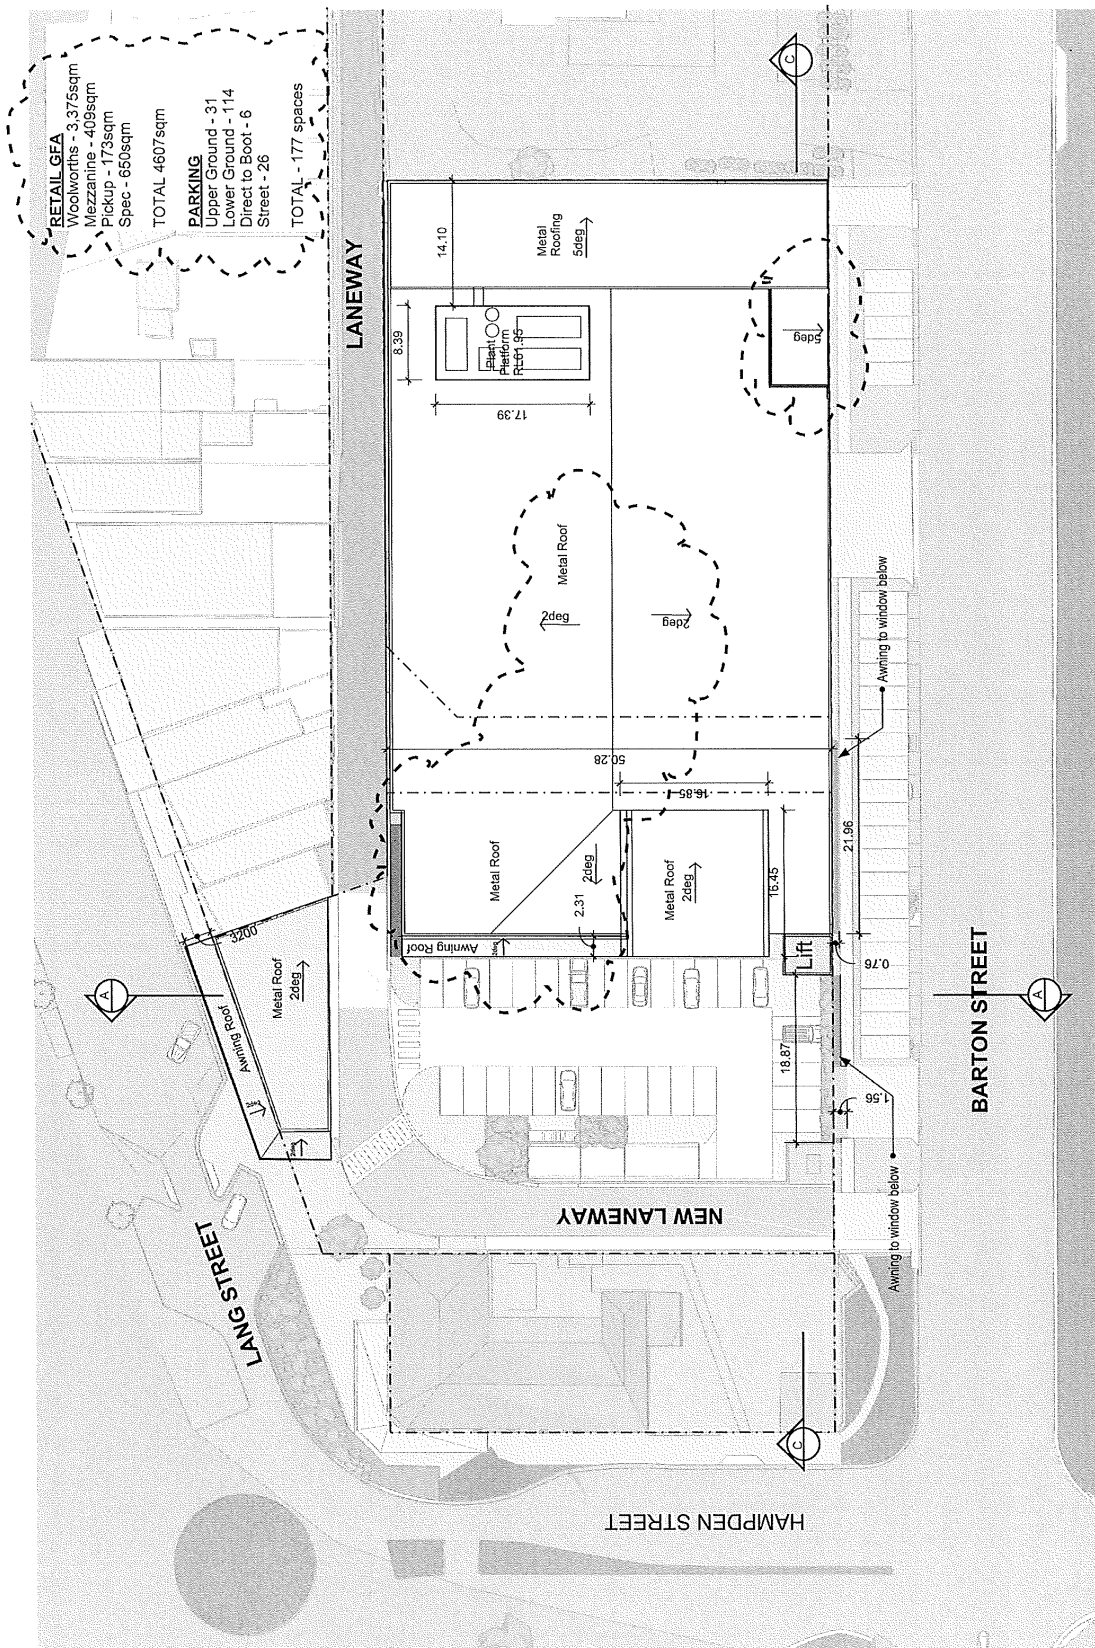 RETAIL GFA
Woolworths - 3,375sqm
Mezzanine - 409sqm
Pickup - 173sqm
Spec - 650sqm
TOTAL 4607sqm
PARKING
Upper Ground - 31
Lower Ground - 114
Direct to Boot - 6
Street - 26
TOTAL - 177 spaces
LANEWAY
C
14.10
Metal
Roofing
5deg
8.39
Plant
Platform
RL61.95
17.39
5deg
Metal Roof
2deg
2deg
Awning to window below
50.28
16.85
21.96
Metal Roof
2deg
2.31
Metal Roof
2deg
16.45
Awning Roof
2deg
Lift
0.76
3200
A
Metal Roof
2deg
Awning Roof
2deg
A
BARTON STREET
18.87
1.56
Awning to window below
NEW LANEWAY
LANG STREET
C
HAMPDEN STREET